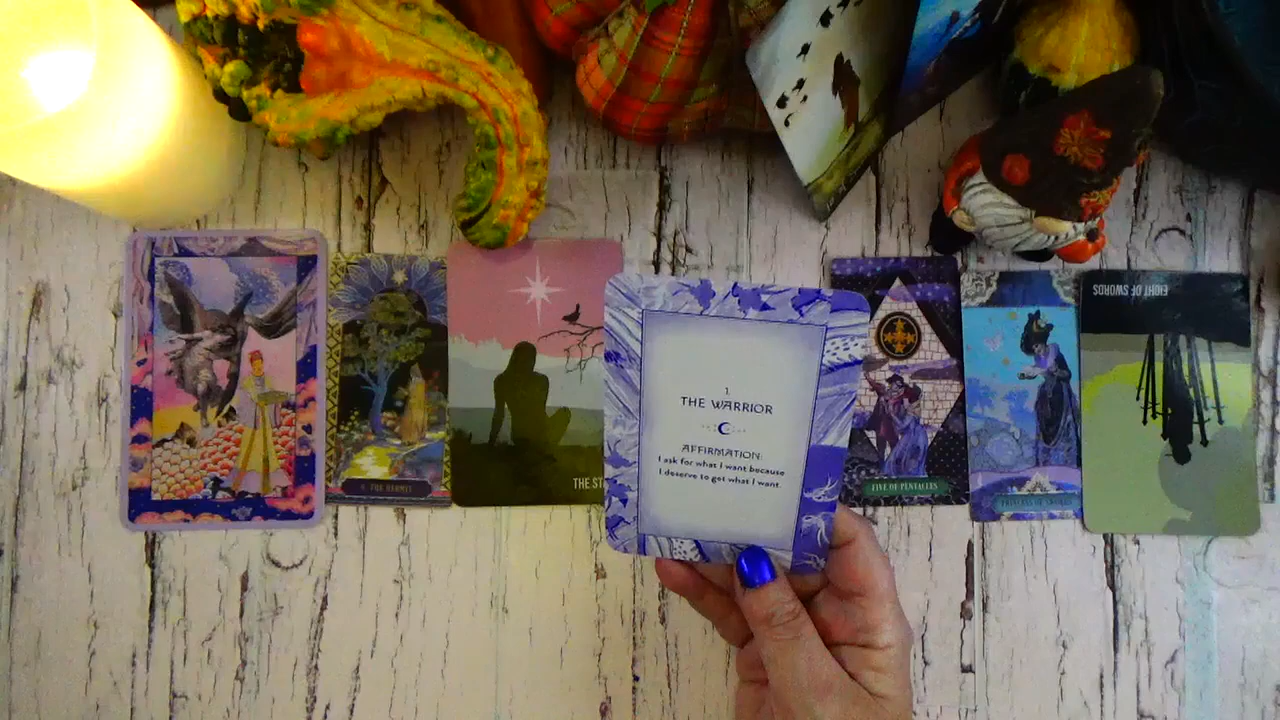 9 THE HERMIT
THE ST
1
THE WARRIOR
AFFIRMATION:
I ask for what I want because
I deserve to get what I want.
FIVE OF PENTACLES
EIGHT OF SWORDS